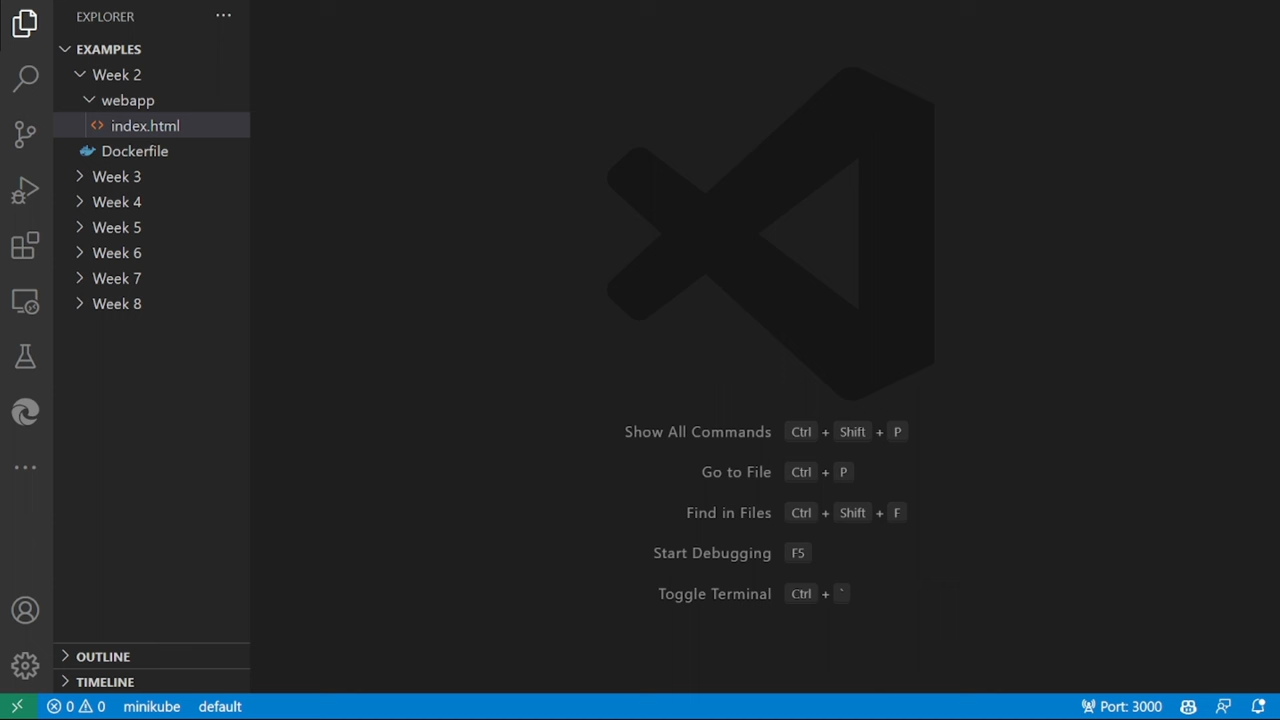 EXPLORER
EXAMPLES
Week 2
webapp
index.html
Dockerfile
Week 3
Week 4
Week 5
Week 6
Week 7
Week 8
Show All Commands Ctrl + Shift + P
Go to File Ctrl + P
Find in Files Ctrl + Shift + F
Start Debugging F5
Toggle Terminal Ctrl + `
OUTLINE
TIMELINE
0 0 minikube default Port: 3000